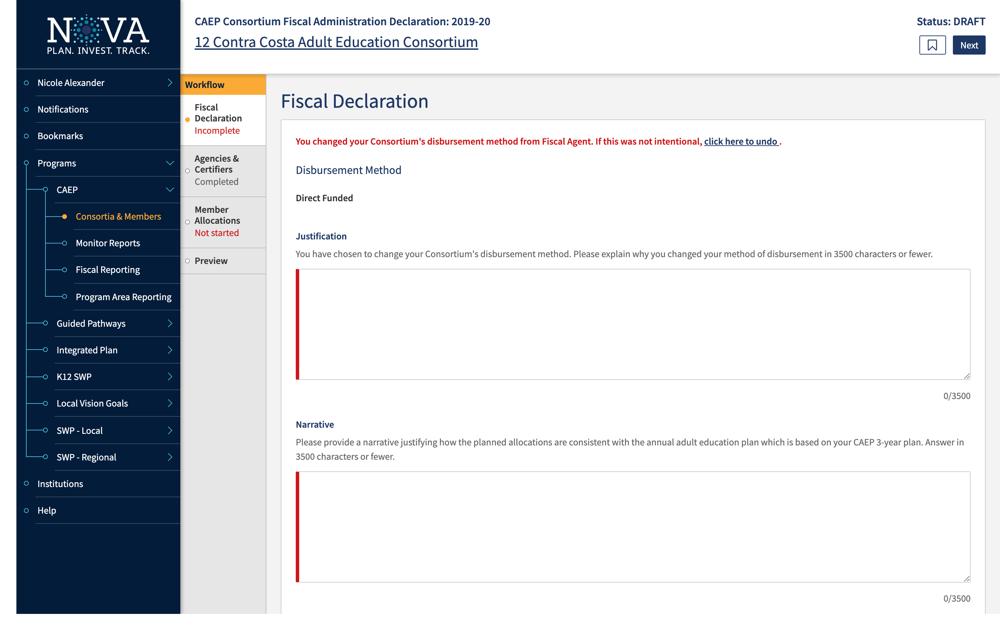 NOVA
PLAN. INVEST. TRACK.
Nicole Alexander
Notifications
Bookmarks
Programs
CAEP
Consortia & Members
Monitor Reports
Fiscal Reporting
Program Area Reporting
Guided Pathways
Integrated Plan
K12 SWP
Local Vision Goals
SWP - Local
SWP - Regional
Institutions
Help
CAEP Consortium Fiscal Administration Declaration: 2019-20
12 Contra Costa Adult Education Consortium
Status: DRAFT
Next
Workflow
Fiscal
Declaration
Incomplete
Agencies &
Certifiers
Completed
Member
Allocations
Not started
Preview
Fiscal Declaration
You changed your Consortium's disbursement method from Fiscal Agent. If this was not intentional, click here to undo .
Disbursement Method
Direct Funded
Justification
You have chosen to change your Consortium's disbursement method. Please explain why you changed your method of disbursement in 3500 characters or fewer.
0/3500
Narrative
Please provide a narrative justifying how the planned allocations are consistent with the annual adult education plan which is based on your CAEP 3-year plan. Answer in
3500 characters or fewer.
0/3500